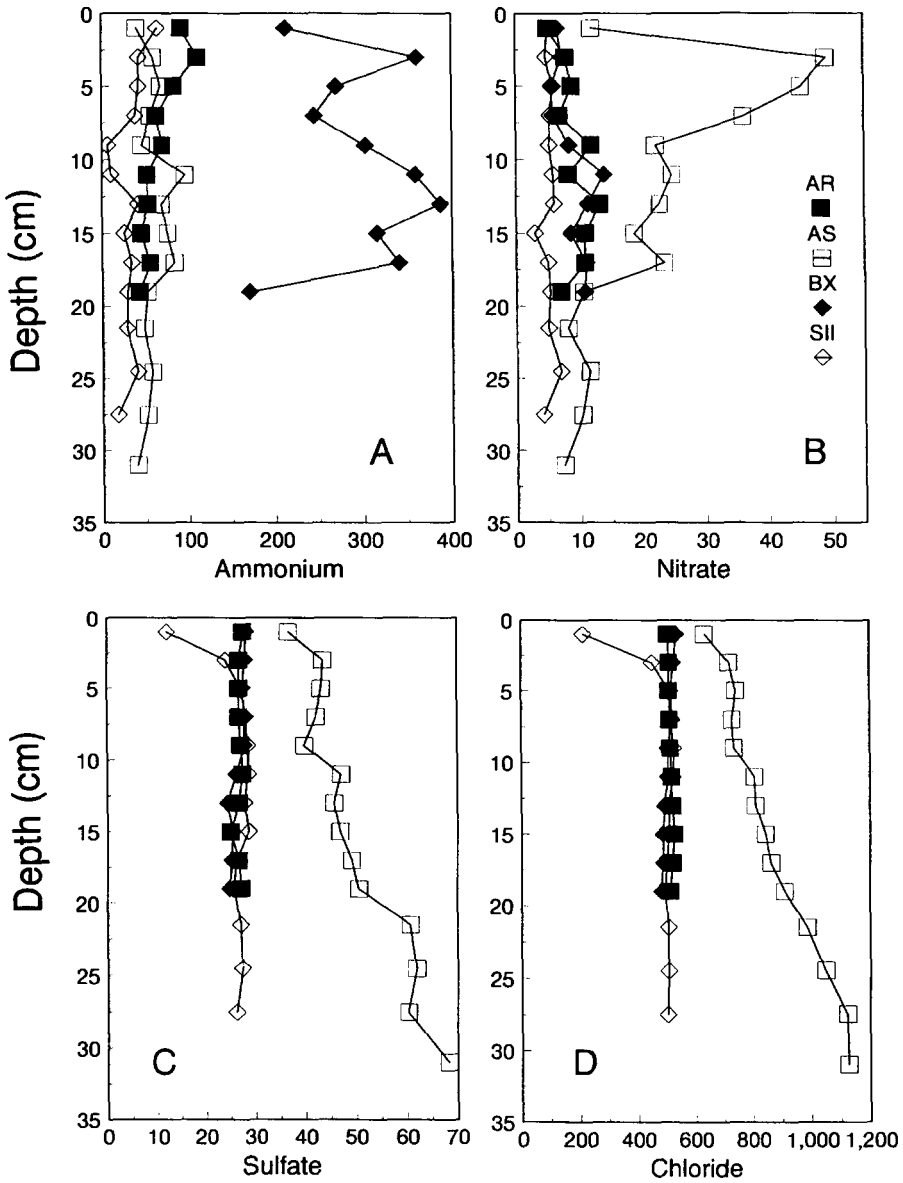 0 5 10 15 20 25 30 35
Depth (cm)
0 100 200 300 400
Ammonium
A
0 5 10 15 20 25 30 35
0 10 20 30 40 50
Nitrate
B
AR
AS
BX
SII
0 5 10 15 20 25 30 35
Depth (cm)
0 10 20 30 40 50 60 70
Sulfate
C
0 5 10 15 20 25 30 35
0 200 400 600 800 1,000 1,200
Chloride
D